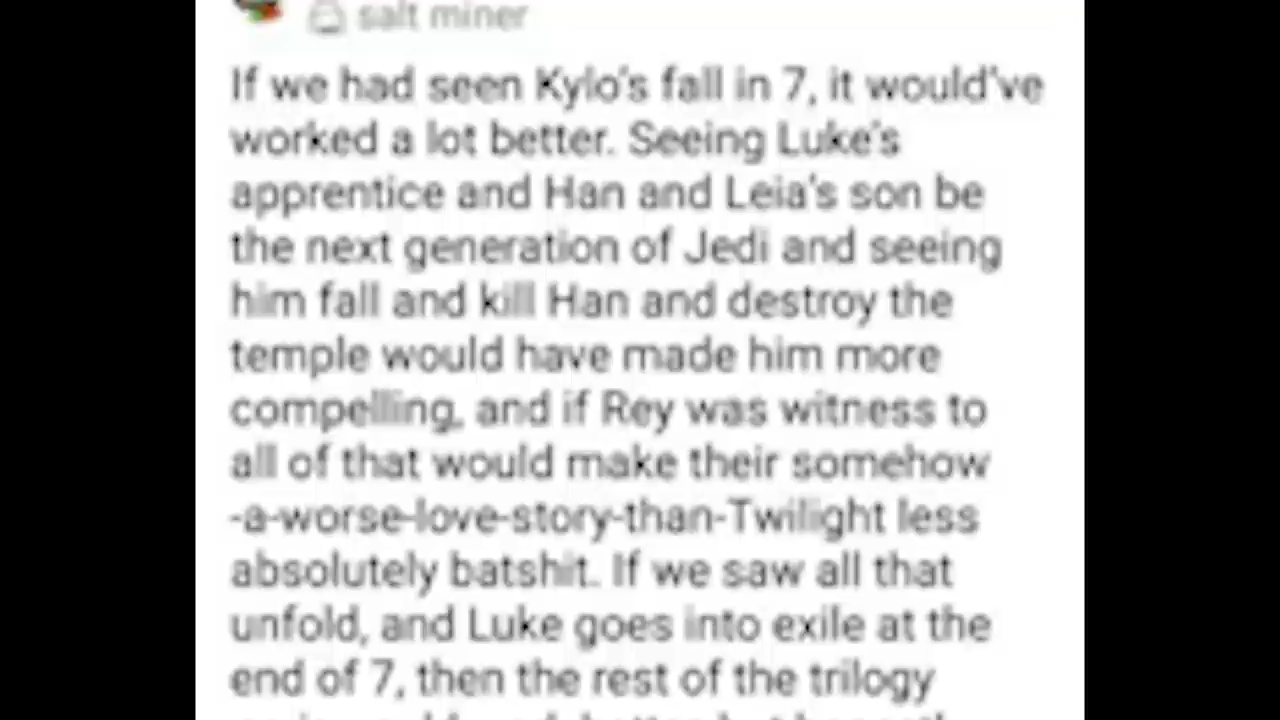 salt miner
If we had seen Kylo's fall in 7, it would've
worked a lot better. Seeing Luke's
apprentice and Han and Leia's son be
the next generation of Jedi and seeing
him fall and kill Han and destroy the
temple would have made him more
compelling, and if Rey was witness to
all of that would make their somehow
-a-worse-love-story-than-Twilight less
absolutely batshit. If we saw all that
unfold, and Luke goes into exile at the
end of 7, then the rest of the trilogy